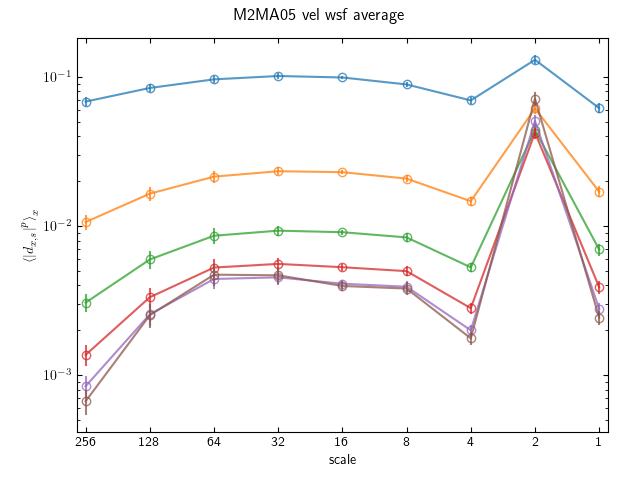 M2MA05 vel wsf average
10⁻¹
10⁻²
10⁻³
⟨|d_{x,s}|^p⟩_x
256 128 64 32 16 8 4 2 1
scale